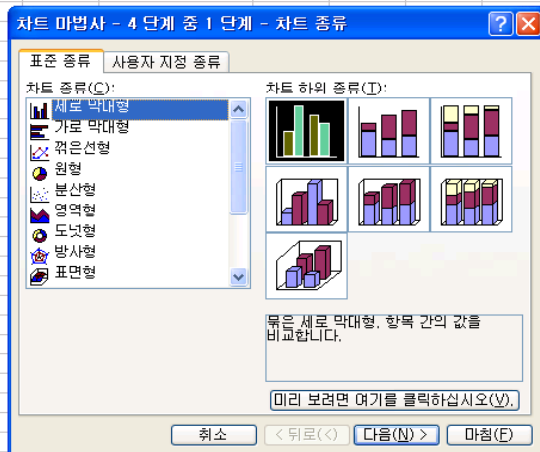 차트 마법사 - 4 단계 중 1 단계 - 차트 종류
표준 종류 사용자 지정 종류
차트 종류(C): 차트 하위 종류(T):
세로 막대형
가로 막대형
꺾은선형
원형
분산형
영역형
도넛형
방사형
표면형
묶은 세로 막대형. 항목 간의 값을
비교합니다.
미리 보려면 여기를 클릭하십시오(V).
취소 < 뒤로(<) 다음(N) > 마침(F)